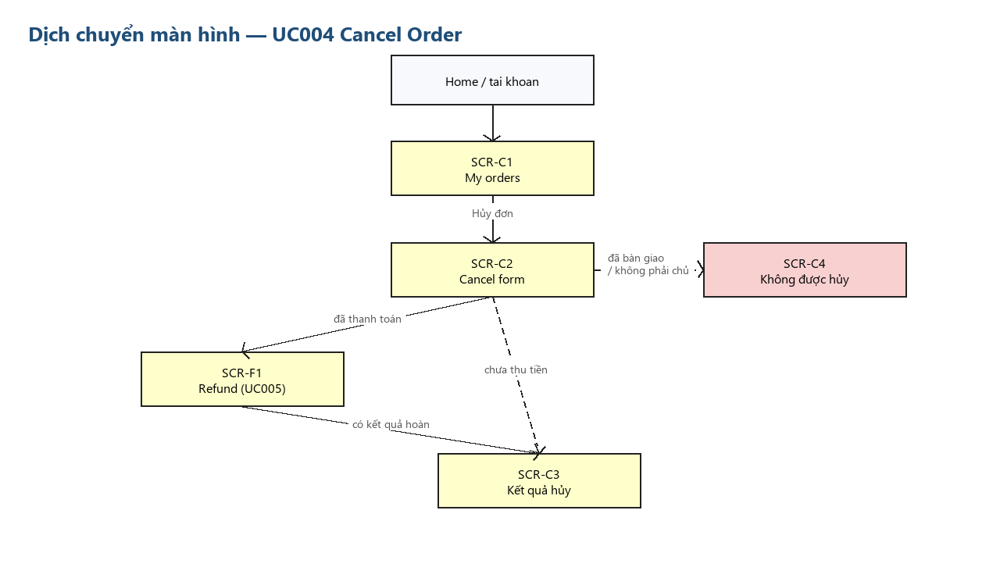 Dịch chuyển màn hình — UC004 Cancel Order
Home / tai khoan
SCR-C1
My orders
Hủy đơn
SCR-C2
Cancel form
đã bàn giao
/ không phải chủ
SCR-C4
Không được hủy
đã thanh toán
SCR-F1
Refund (UC005)
chưa thu tiền
có kết quả hoàn
SCR-C3
Kết quả hủy